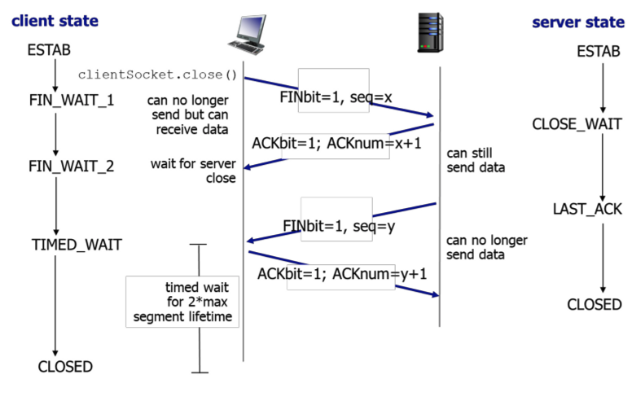 client state
server state
ESTAB
ESTAB
clientSocket.close()
FINbit=1, seq=x
FIN_WAIT_1
can no longer
send but can
receive data
CLOSE_WAIT
ACKbit=1; ACKnum=x+1
FIN_WAIT_2
wait for server
close
can still
send data
LAST_ACK
FINbit=1, seq=y
TIMED_WAIT
can no longer
send data
ACKbit=1; ACKnum=y+1
timed wait
for 2*max
segment lifetime
CLOSED
CLOSED